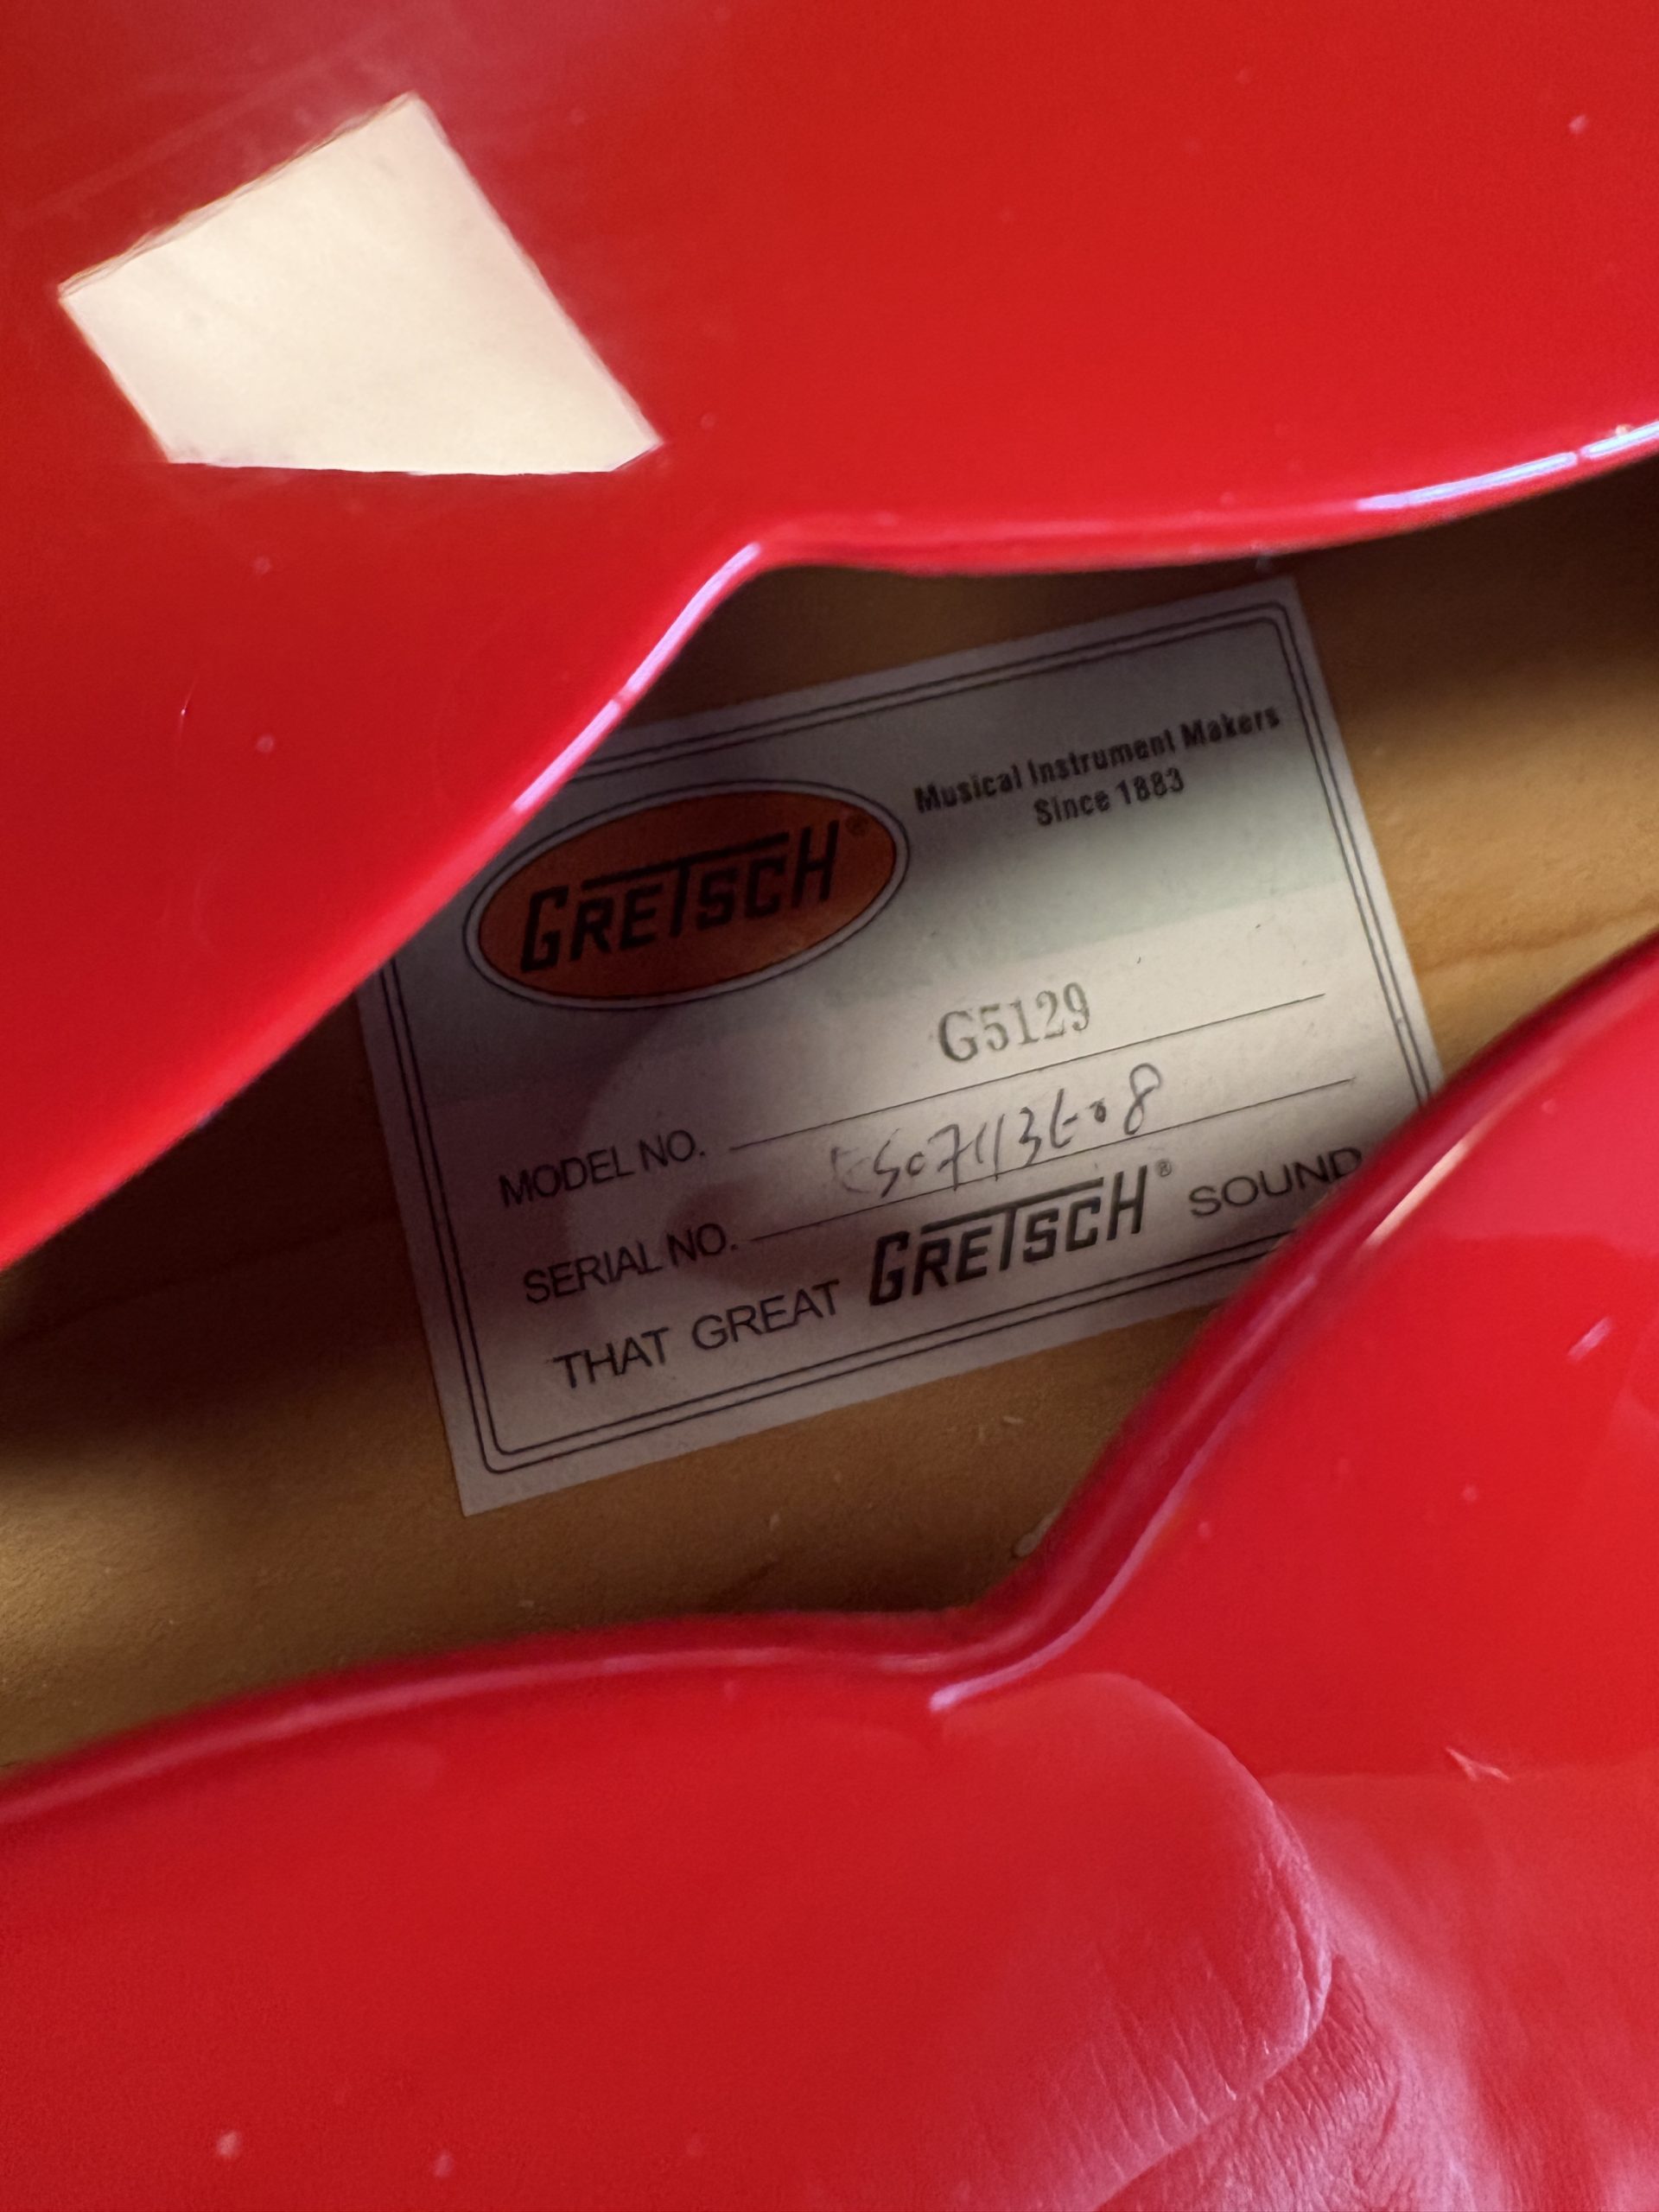 GRETSCH®
Musical Instrument Makers
Since 1883
MODEL NO. G5129
SERIAL NO.
THAT GREAT GRETSCH® SOUND